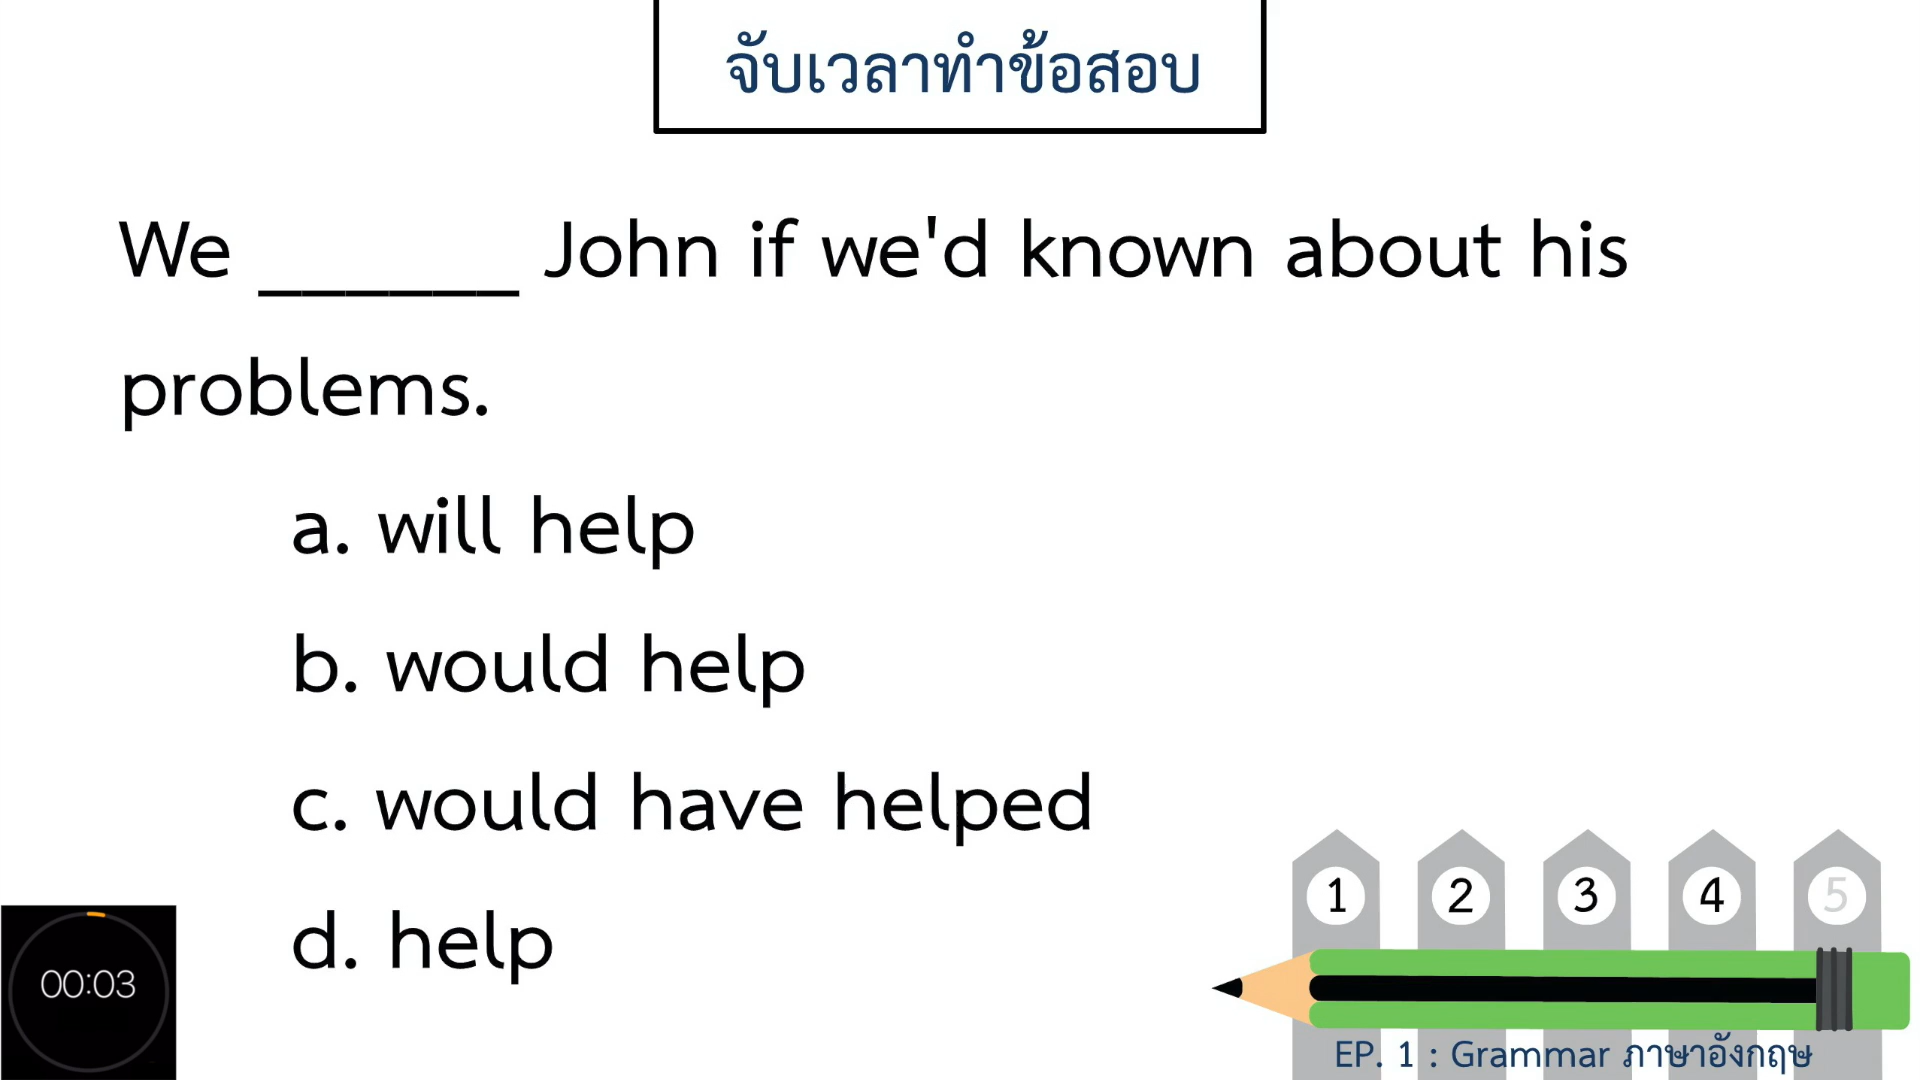 จับเวลาทำข้อสอบ
We ______ John if we'd known about his
problems.
a. will help
b. would help
c. would have helped
d. help
00:03
1 2 3 4 5
EP. 1 : Grammar ภาษาอังกฤษ